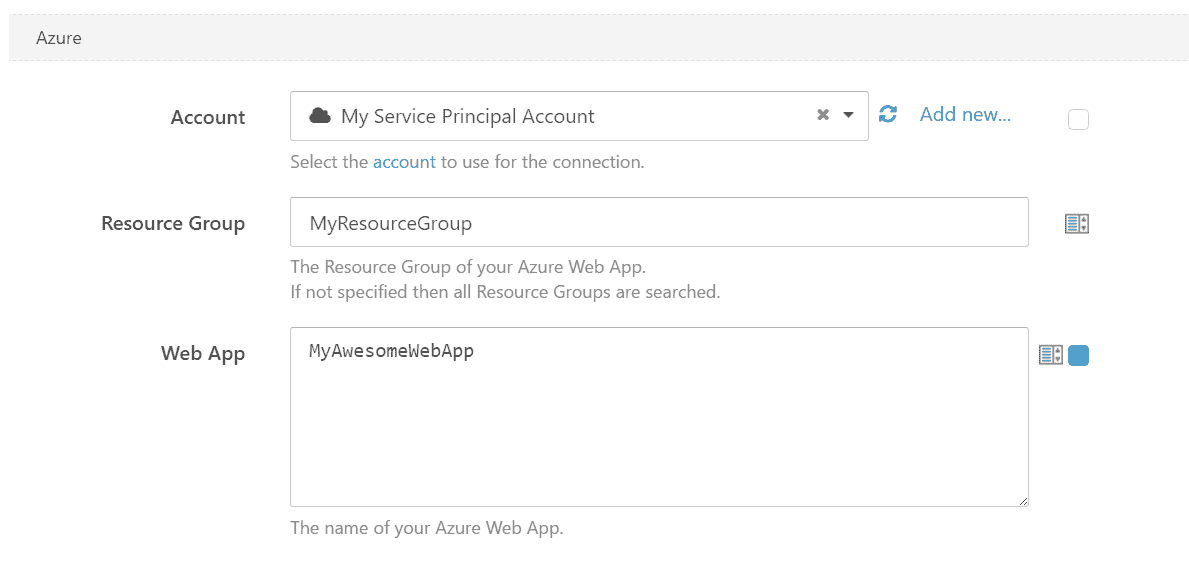 Azure
Account
My Service Principal Account
Add new...
Select the account to use for the connection.
Resource Group
MyResourceGroup
The Resource Group of your Azure Web App.
If not specified then all Resource Groups are searched.
Web App
MyAwesomeWebApp
The name of your Azure Web App.